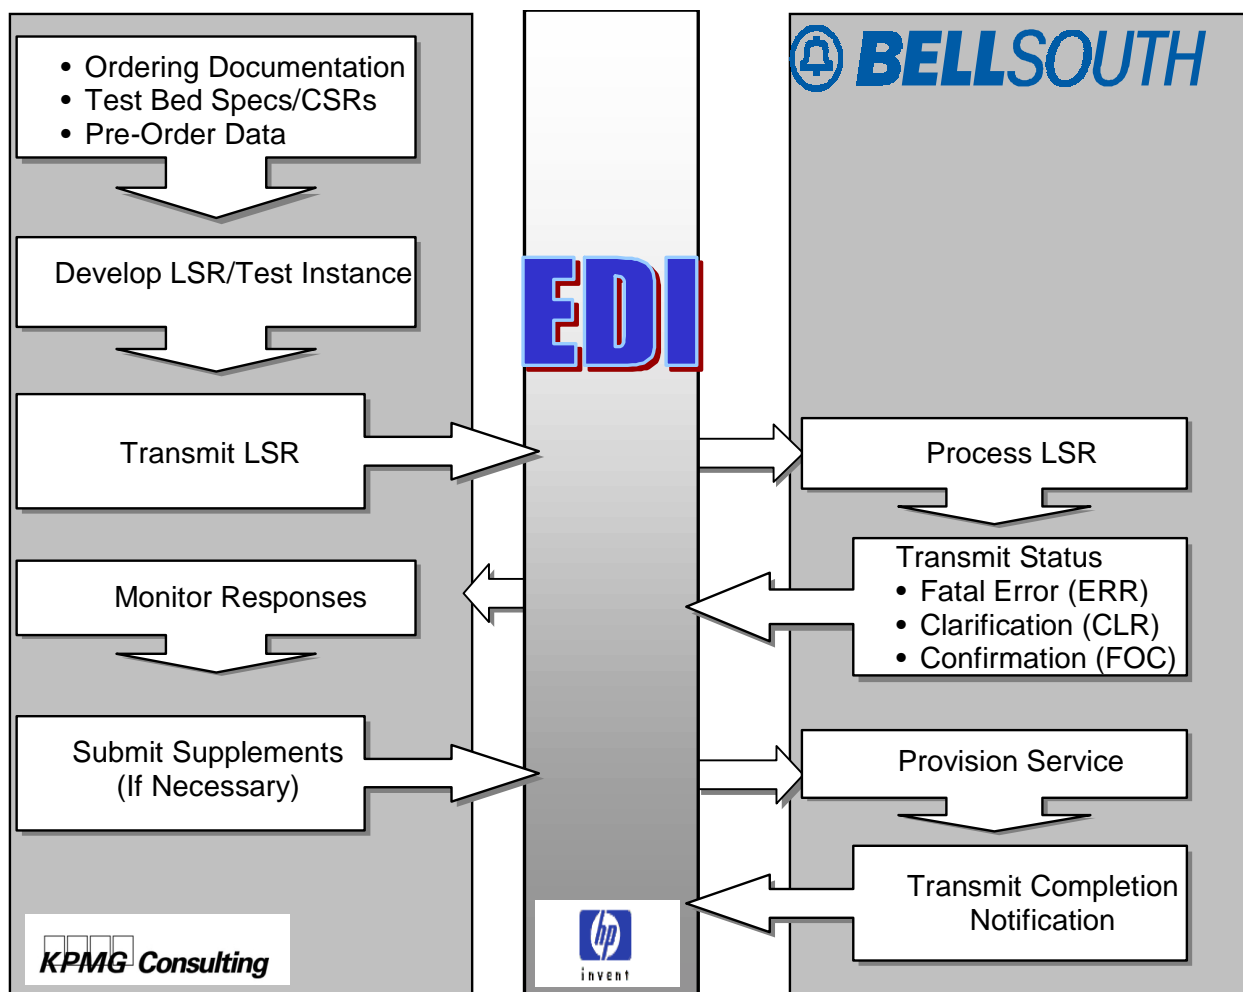 • Ordering Documentation
• Test Bed Specs/CSRs
• Pre-Order Data
Develop LSR/Test Instance
Transmit LSR
Monitor Responses
Submit Supplements
(If Necessary)
KPMG Consulting
EDI
hp
invent
BELLSOUTH
Process LSR
Transmit Status
• Fatal Error (ERR)
• Clarification (CLR)
• Confirmation (FOC)
Provision Service
Transmit Completion
Notification